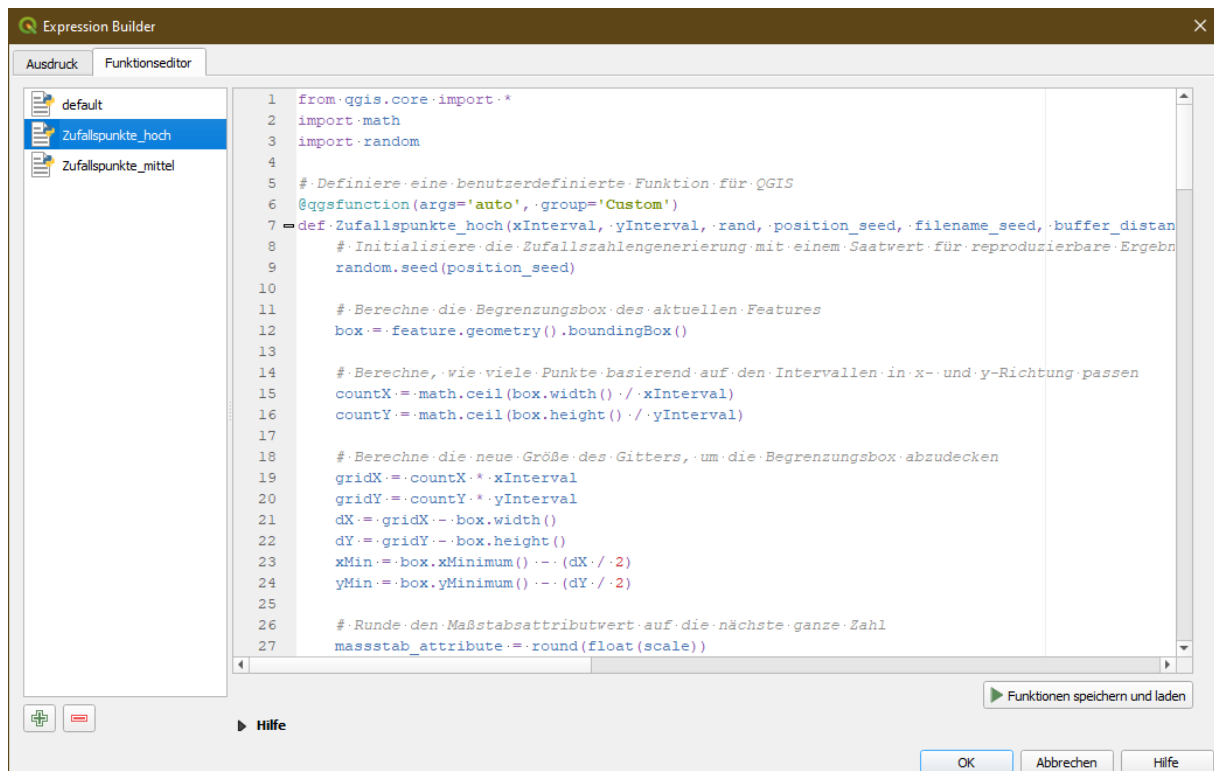 Expression Builder
Ausdruck Funktionseditor
default
Zufallspunkte_hoch
Zufallspunkte_mittel
1 from qgis.core import *
2 import math
3 import random
4
5 # Definiere eine benutzerdefinierte Funktion für QGIS
6 @qgsfunction(args='auto', group='Custom')
7 def Zufallspunkte_hoch(xInterval, yInterval, rand, position_seed, filename_seed, buffer_distan
8 # Initialisiere die Zufallszahlengenerierung mit einem Saatwert für reproduzierbare Ergebn
9 random.seed(position_seed)
10
11 # Berechne die Begrenzungsbox des aktuellen Features
12 box = feature.geometry().boundingBox()
13
14 # Berechne, wie viele Punkte basierend auf den Intervallen in x- und y-Richtung passen
15 countX = math.ceil(box.width() / xInterval)
16 countY = math.ceil(box.height() / yInterval)
17
18 # Berechne die neue Größe des Gitters, um die Begrenzungsbox abzudecken
19 gridX = countX * xInterval
20 gridY = countY * yInterval
21 dX = gridX - box.width()
22 dY = gridY - box.height()
23 xMin = box.xMinimum() - (dX / 2)
24 yMin = box.yMinimum() - (dY / 2)
25
26 # Runde den Maßstabsattributwert auf die nächste ganze Zahl
27 massstab_attribute = round(float(scale))
Funktionen speichern und laden
Hilfe
OK Abbrechen Hilfe